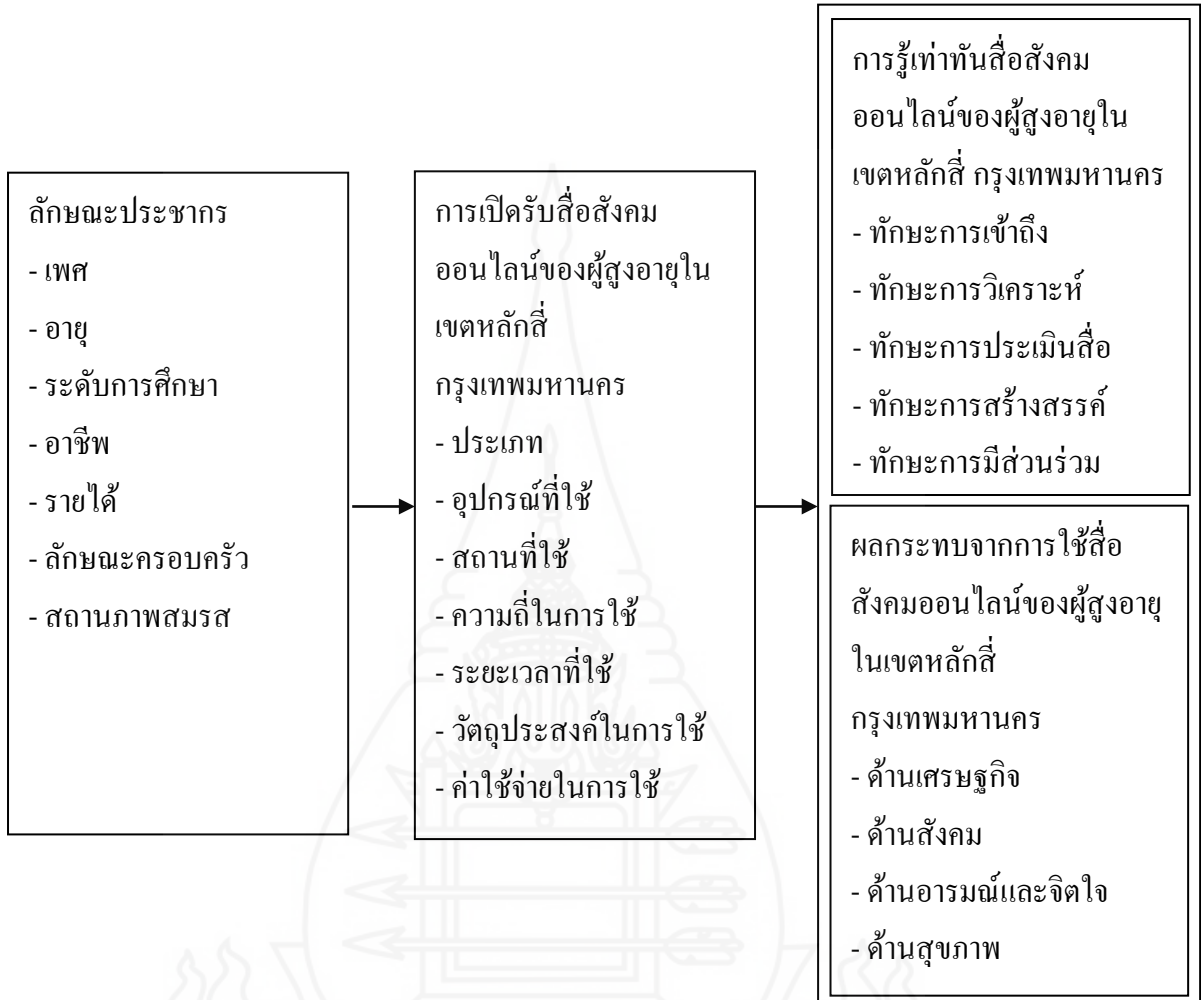 ลักษณะประชากร
- เพศ
- อายุ
- ระดับการศึกษา
- อาชีพ
- รายได้
- ลักษณะครอบครัว
- สถานภาพสมรส
การเปิดรับสื่อสังคม
ออนไลน์ของผู้สูงอายุใน
เขตหลักสี่
กรุงเทพมหานคร
- ประเภท
- อุปกรณ์ที่ใช้
- สถานที่ใช้
- ความถี่ในการใช้
- ระยะเวลาที่ใช้
- วัตถุประสงค์ในการใช้
- ค่าใช้จ่ายในการใช้
การรู้เท่าทันสื่อสังคม
ออนไลน์ของผู้สูงอายุใน
เขตหลักสี่ กรุงเทพมหานคร
- ทักษะการเข้าถึง
- ทักษะการวิเคราะห์
- ทักษะการประเมินสื่อ
- ทักษะการสร้างสรรค์
- ทักษะการมีส่วนร่วม
ผลกระทบจากการใช้สื่อ
สังคมออนไลน์ของผู้สูงอายุ
ในเขตหลักสี่
กรุงเทพมหานคร
- ด้านเศรษฐกิจ
- ด้านสังคม
- ด้านอารมณ์และจิตใจ
- ด้านสุขภาพ